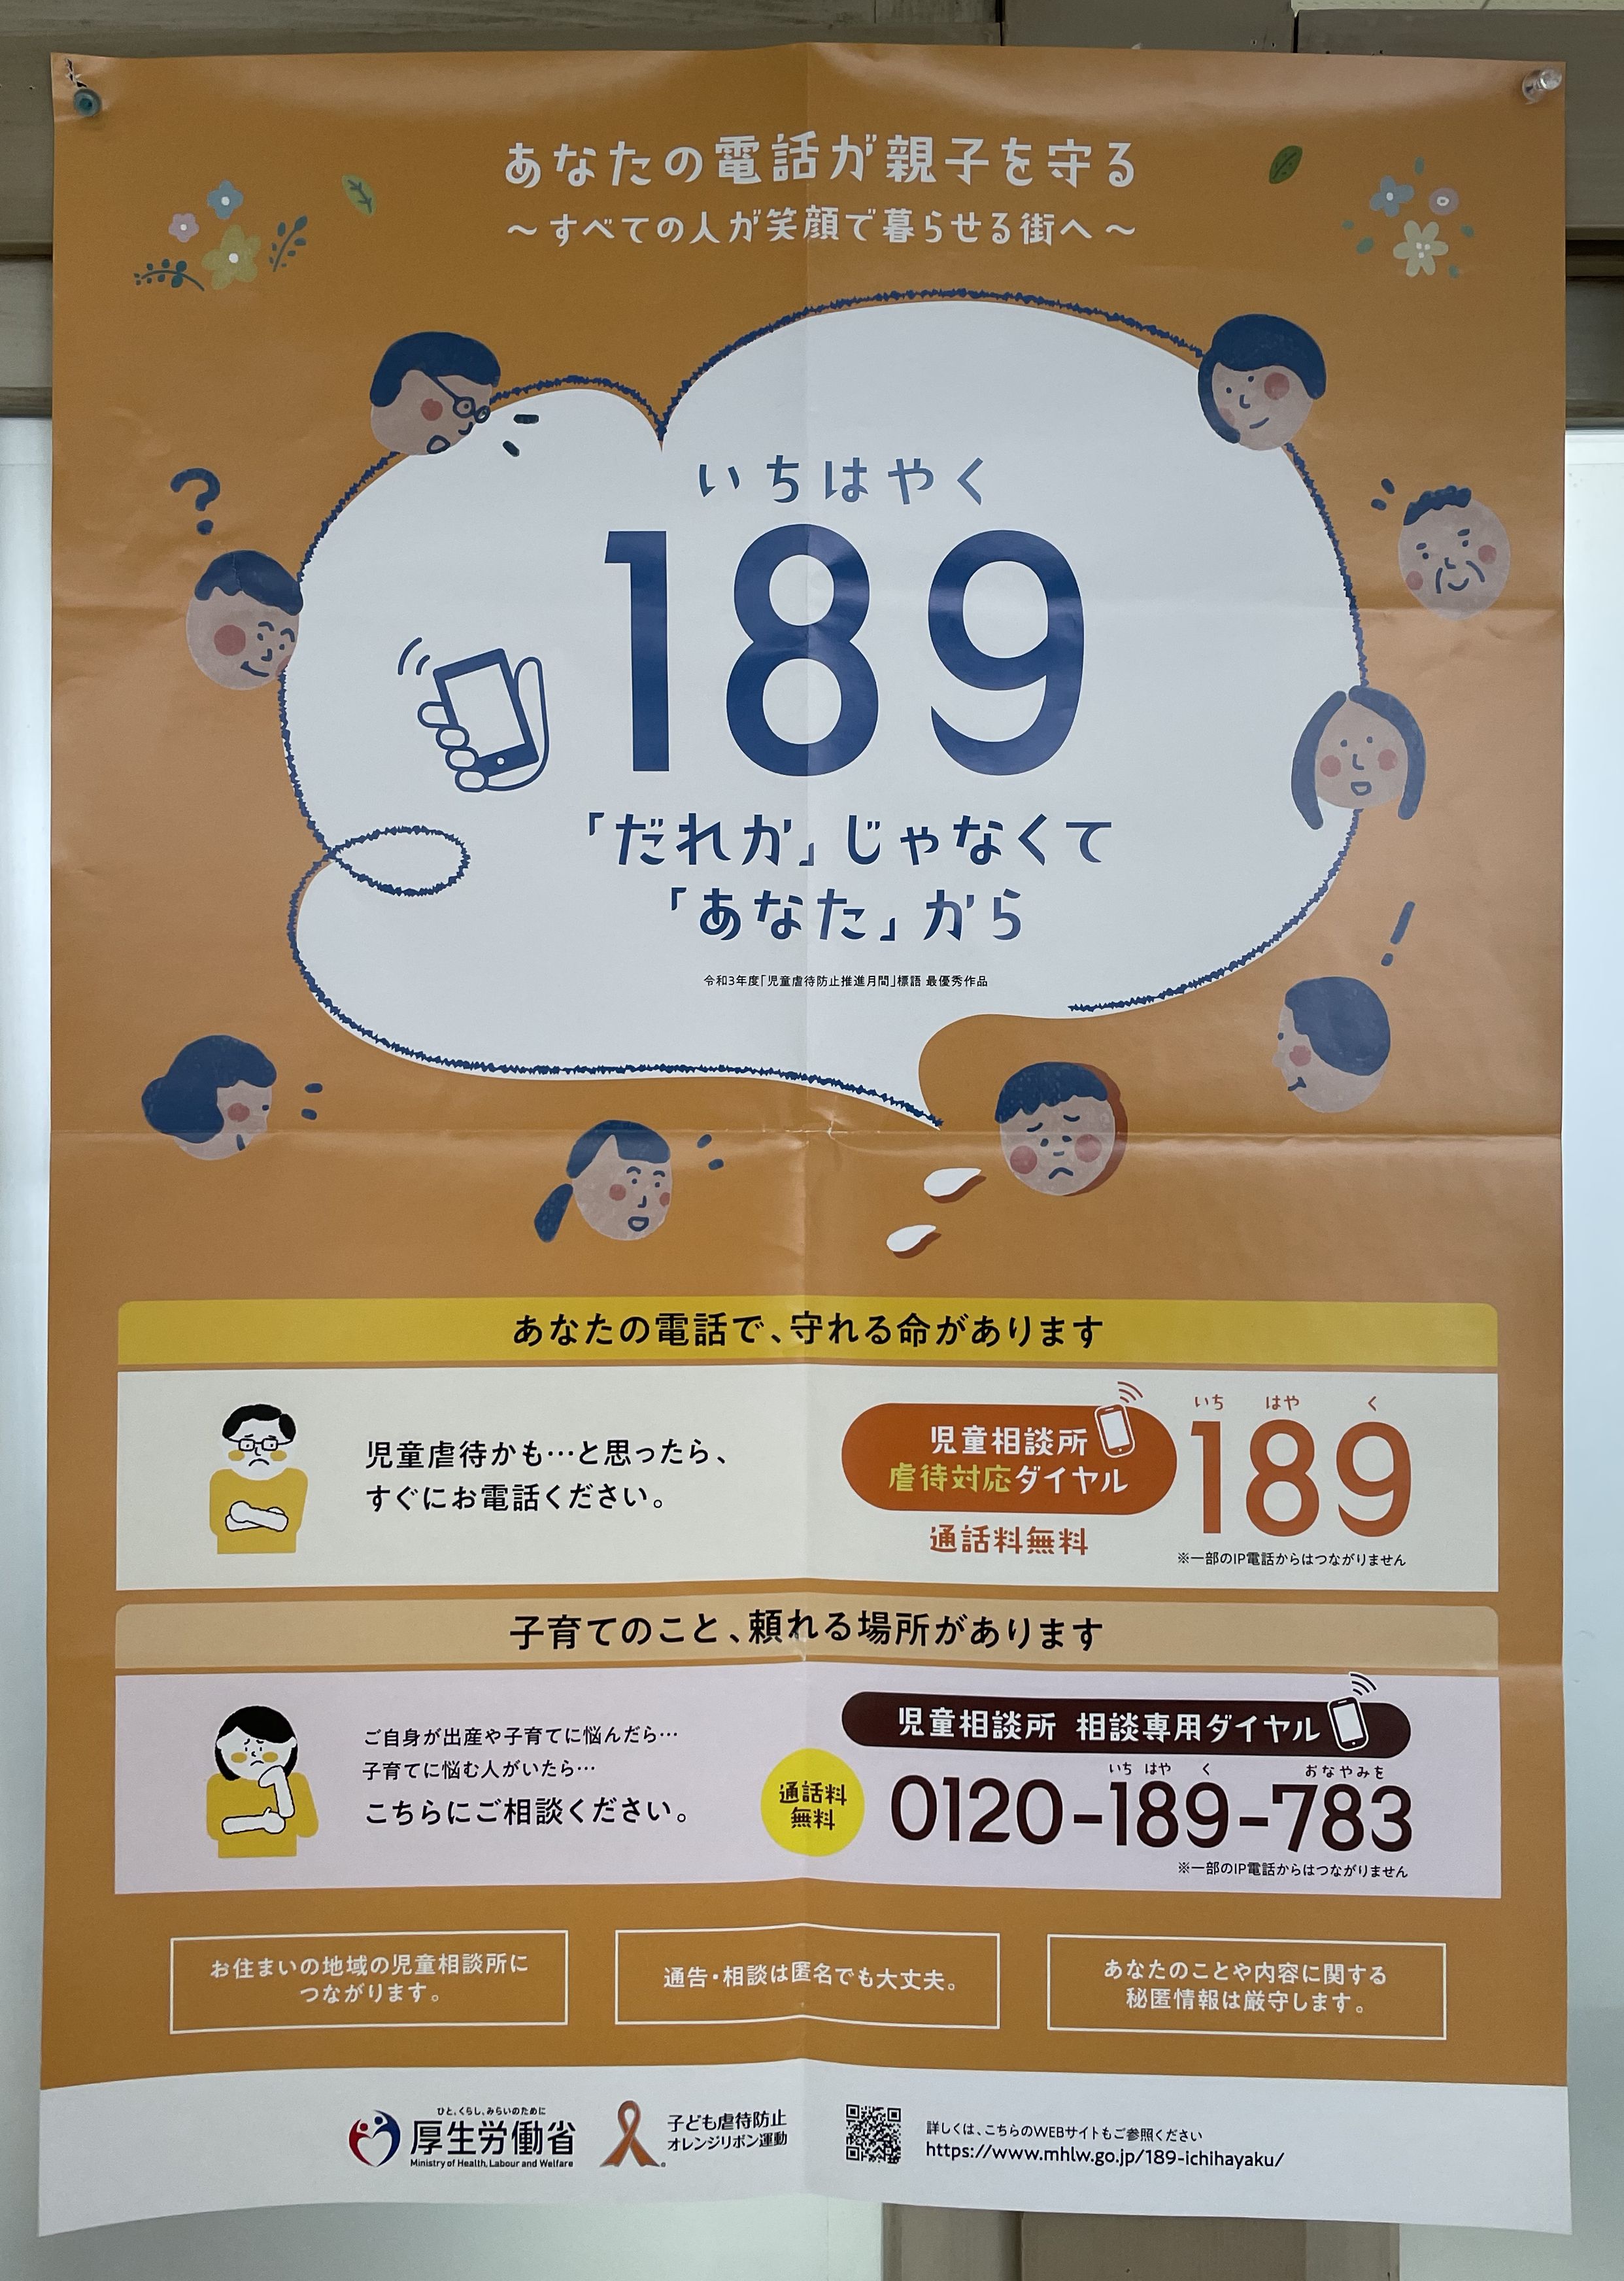 あなたの電話が親子を守る
～すべての人が笑顔で暮らせる街へ～
?
いちはやく
189
「だれか」じゃなくて
「あなた」から
令和3年度「児童虐待防止推進月間」標語 最優秀作品
!
あなたの電話で、守れる命があります
児童虐待かも…と思ったら、
すぐにお電話ください。
児童相談所
虐待対応ダイヤル
通話料無料
いち はや く
189
※一部のIP電話からはつながりません
子育てのこと、頼れる場所があります
ご自身が出産や子育てに悩んだら…
子育てに悩む人がいたら…
こちらにご相談ください。
児童相談所 相談専用ダイヤル
通話料
無料
いち はや く おなやみを
0120-189-783
※一部のIP電話からはつながりません
お住まいの地域の児童相談所に
つながります。
通告・相談は匿名でも大丈夫。
あなたのことや内容に関する
秘匿情報は厳守します。
ひと、くらし、みらいのために
厚生労働省
Ministry of Health, Labour and Welfare
子ども虐待防止
オレンジリボン運動
詳しくは、こちらのWEBサイトもご参照ください
https://www.mhlw.go.jp/189-ichihayaku/